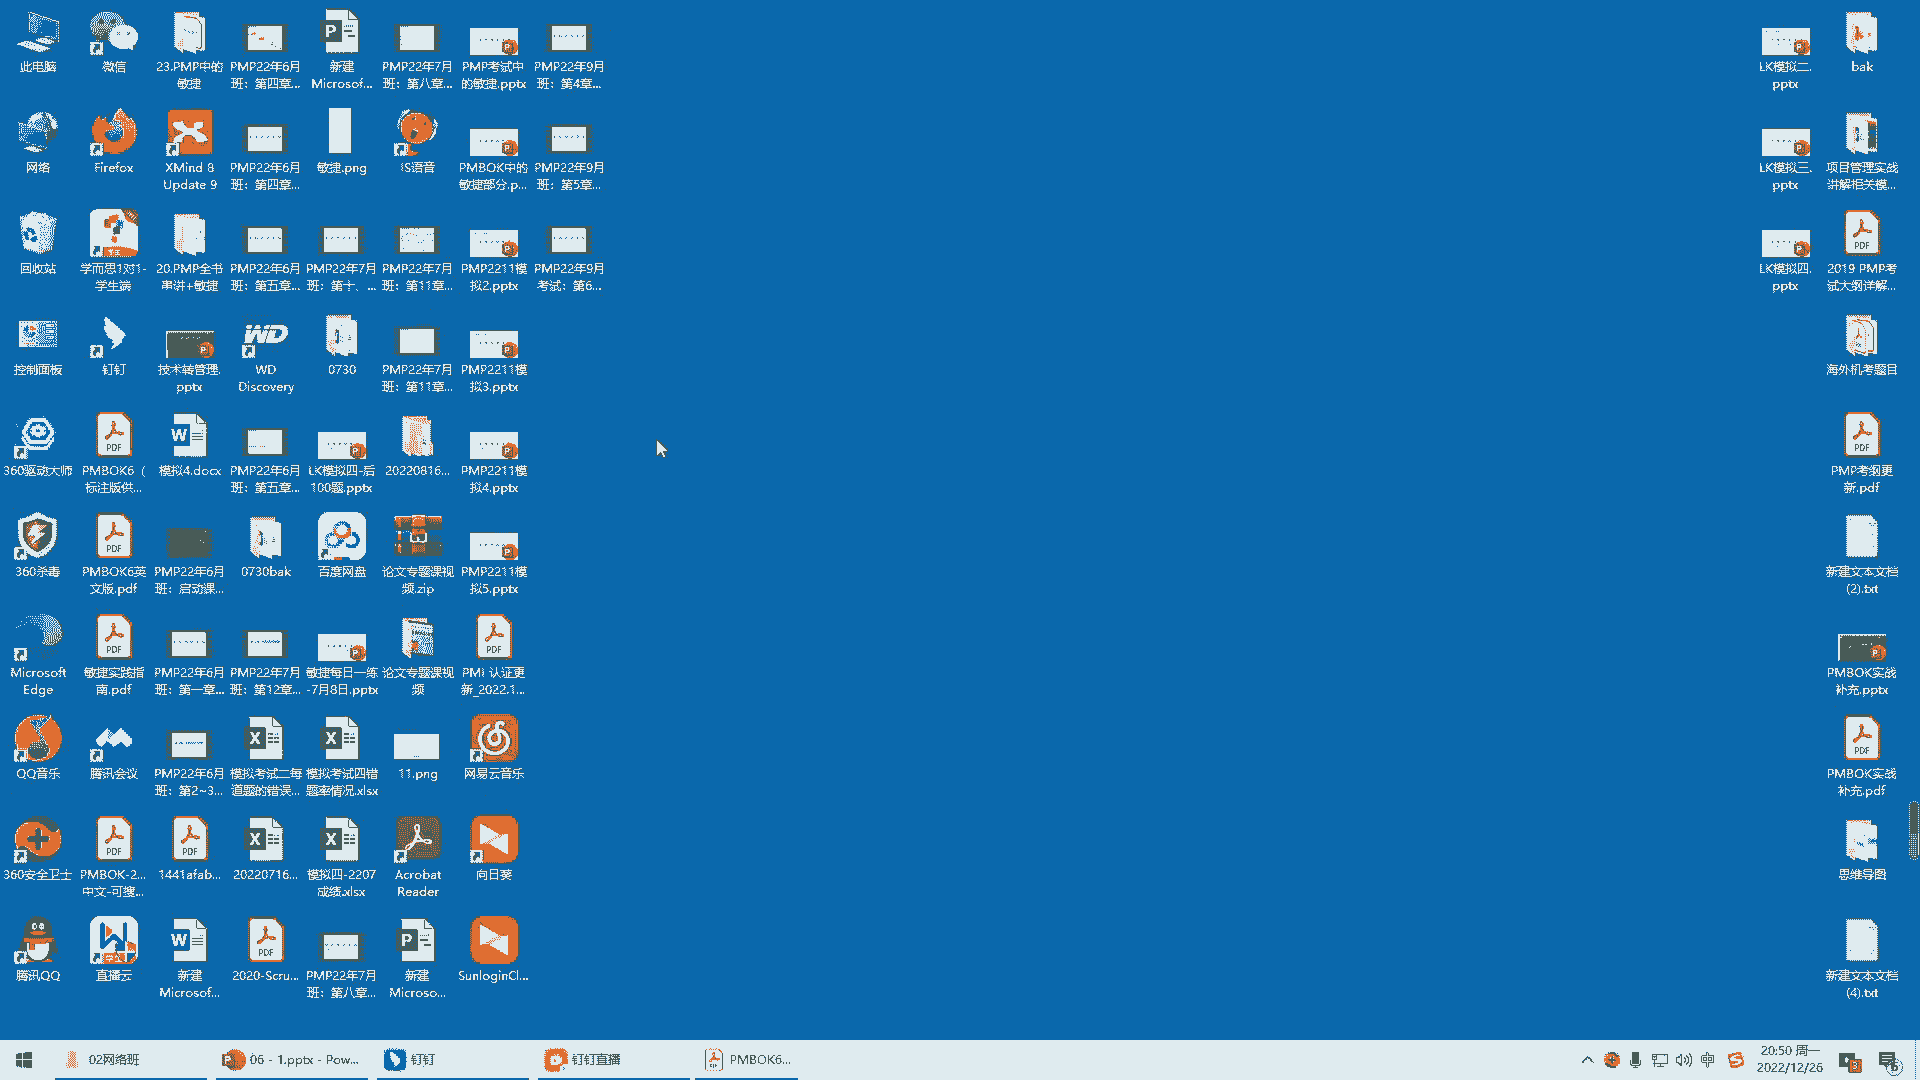 此电脑
微信
23.PMP中的
敏捷
PMP22年6月
班：第四章...
新建
Microsof...
PMP22年7月
班：第八章...
PMP考试中
的敏捷.pptx
PMP22年9月
班：第4章...
LK模拟二.
pptx
bak
网络
Firefox
XMind 8
Update 9
PMP22年6月
班：第四章...
敏捷.png
IS语音
PMBOK中的
敏捷部分.p...
PMP22年9月
班：第5章...
LK模拟三.
pptx
项目管理实战
讲解相关模...
回收站
学而思1对1-
学生端
20.PMP全书
串讲+敏捷
PMP22年6月
班：第五章...
PMP22年7月
班：第十、...
PMP22年7月
班：第11章...
PMP2211模
拟2.pptx
PMP22年9月
考试：第6...
LK模拟四.
pptx
2019 PMP考
试大纲详解...
控制面板
钉钉
技术转管理.
pptx
WD
Discovery
0730
PMP22年7月
班：第11章...
PMP2211模
拟3.pptx
海外机考题目
360驱动大师
PMBOK6（
标注版供...
模拟4.docx
PMP22年6月
班：第五章...
LK模拟四-后
100题.pptx
20220816...
PMP2211模
拟4.pptx
PMP考纲更
新.pdf
360杀毒
PMBOK6英
文版.pdf
PMP22年6月
班：启动课...
0730bak
百度网盘
论文专题课视
频.zip
PMP2211模
拟5.pptx
新建文本文档
(2).txt
Microsoft
Edge
敏捷实践指
南.pdf
PMP22年6月
班：第一章...
PMP22年7月
班：第12章...
敏捷每日一练
-7月8日.pptx
论文专题课视
频
PMI 认证更
新_2022.1...
PMBOK实战
补充.pptx
QQ音乐
腾讯会议
PMP22年6月
班：第2~3...
模拟考试二每
道题的错误...
模拟考试四错
题率情况.xlsx
11.png
网易云音乐
PMBOK实战
补充.pdf
360安全卫士
PMBOK-2...
中文-可搜...
1441afab...
20220716...
模拟四-2207
成绩.xlsx
Acrobat
Reader
向日葵
思维导图
腾讯QQ
直播云
新建
Microsof...
2020-Scru...
PMP22年7月
班：第八章...
新建
Microso...
SunloginCl...
新建文本文档
(4).txt
02网络班
06 - 1.pptx - Pow...
钉钉
钉钉直播
PMBOK6...
中
20:50 周一
2022/12/26